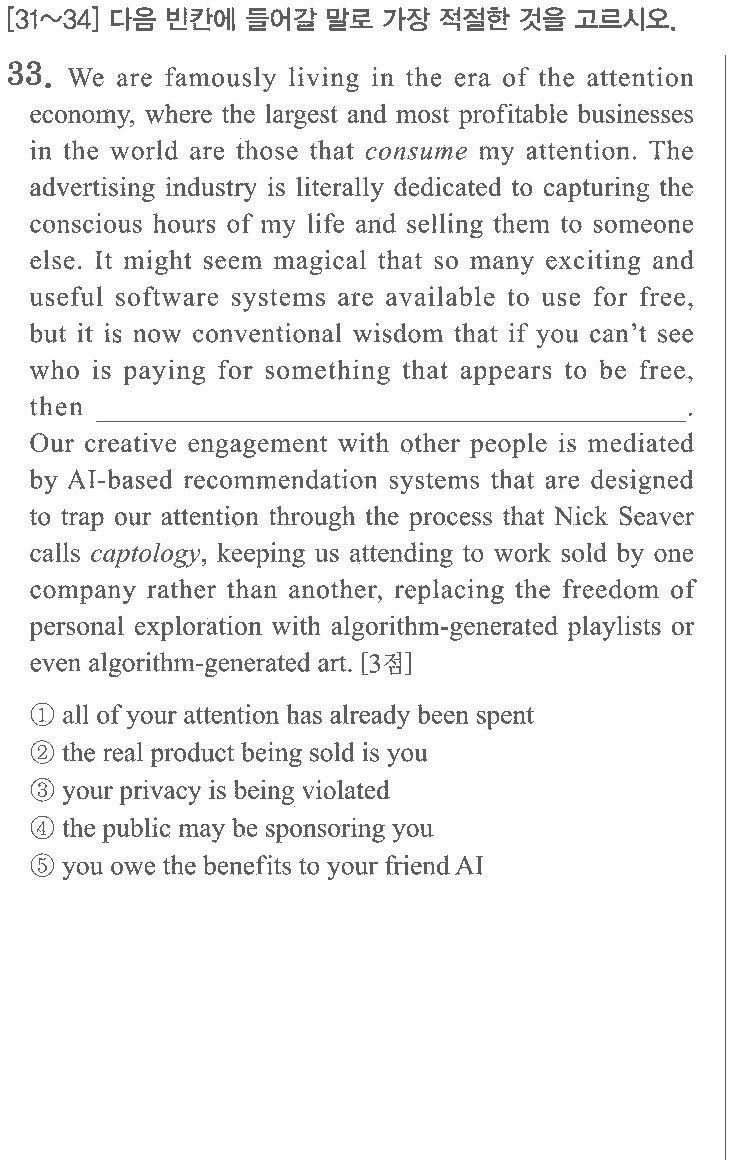 [31~34] 다음 빈칸에 들어갈 말로 가장 적절한 것을 고르시오.
33. We are famously living in the era of the attention
economy, where the largest and most profitable businesses
in the world are those that consume my attention. The
advertising industry is literally dedicated to capturing the
conscious hours of my life and selling them to someone
else. It might seem magical that so many exciting and
useful software systems are available to use for free,
but it is now conventional wisdom that if you can't see
who is paying for something that appears to be free,
then ________________________________________.
Our creative engagement with other people is mediated
by AI-based recommendation systems that are designed
to trap our attention through the process that Nick Seaver
calls captology, keeping us attending to work sold by one
company rather than another, replacing the freedom of
personal exploration with algorithm-generated playlists or
even algorithm-generated art. [3점]
① all of your attention has already been spent
② the real product being sold is you
③ your privacy is being violated
④ the public may be sponsoring you
⑤ you owe the benefits to your friend AI